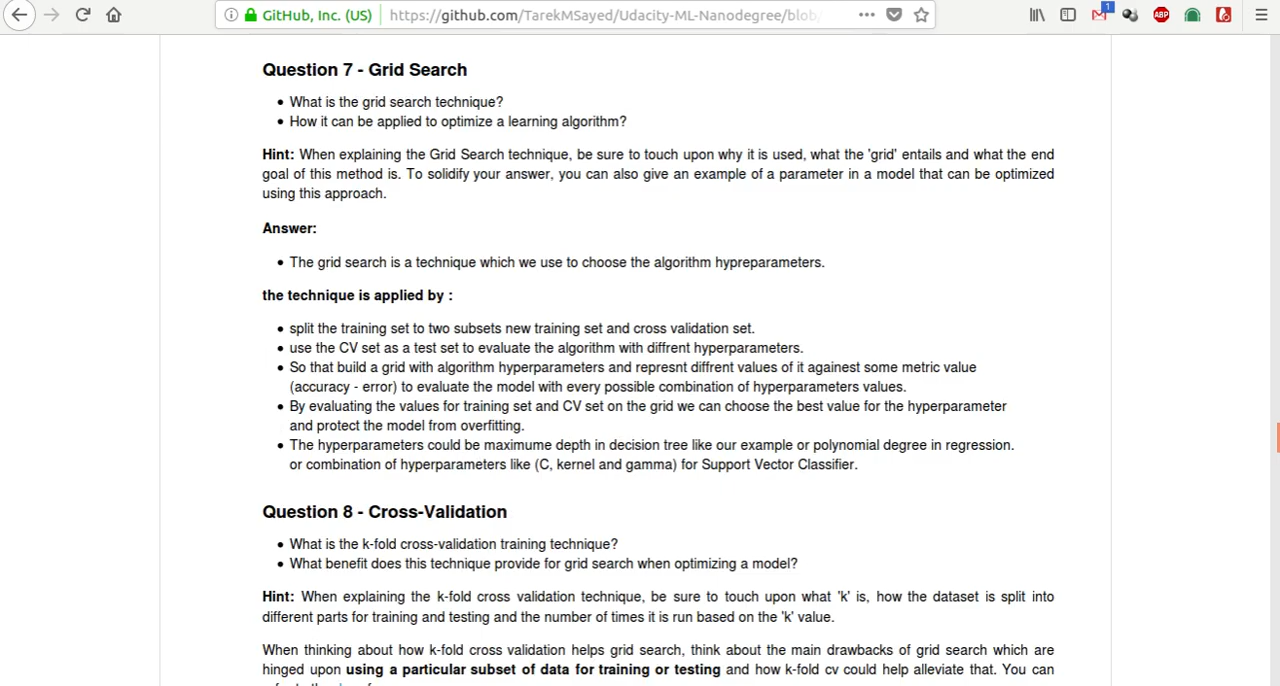 GitHub, Inc. (US) https://github.com/TarekMSayed/Udacity-ML-Nanodegree/blob/
1
ABP
Question 7 - Grid Search
What is the grid search technique?
How it can be applied to optimize a learning algorithm?
Hint: When explaining the Grid Search technique, be sure to touch upon why it is used, what the 'grid' entails and what the end
goal of this method is. To solidify your answer, you can also give an example of a parameter in a model that can be optimized
using this approach.
Answer:
The grid search is a technique which we use to choose the algorithm hypreparameters.
the technique is applied by :
split the training set to two subsets new training set and cross validation set.
use the CV set as a test set to evaluate the algorithm with diffrent hyperparameters.
So that build a grid with algorithm hyperparameters and represnt diffrent values of it againest some metric value
(accuracy - error) to evaluate the model with every possible combination of hyperparameters values.
By evaluating the values for training set and CV set on the grid we can choose the best value for the hyperparameter
and protect the model from overfitting.
The hyperparameters could be maximume depth in decision tree like our example or polynomial degree in regression.
or combination of hyperparameters like (C, kernel and gamma) for Support Vector Classifier.
Question 8 - Cross-Validation
What is the k-fold cross-validation training technique?
What benefit does this technique provide for grid search when optimizing a model?
Hint: When explaining the k-fold cross validation technique, be sure to touch upon what 'k' is, how the dataset is split into
different parts for training and testing and the number of times it is run based on the 'k' value.
When thinking about how k-fold cross validation helps grid search, think about the main drawbacks of grid search which are
hinged upon using a particular subset of data for training or testing and how k-fold cv could help alleviate that. You can